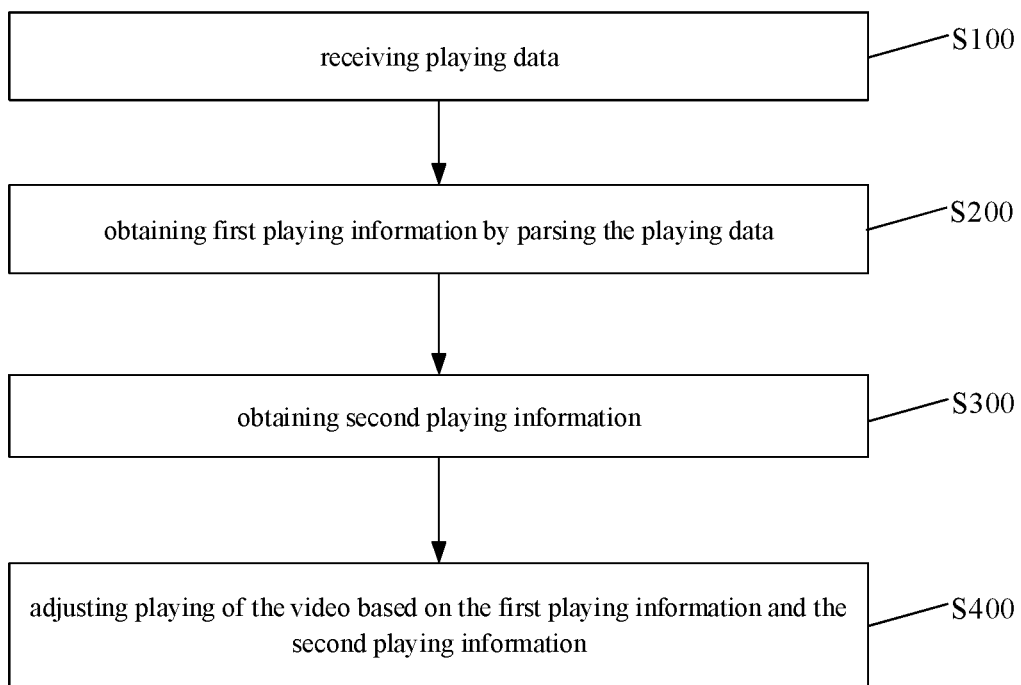 receiving playing data
S100
obtaining first playing information by parsing the playing data
S200
obtaining second playing information
S300
adjusting playing of the video based on the first playing information and the
second playing information
S400